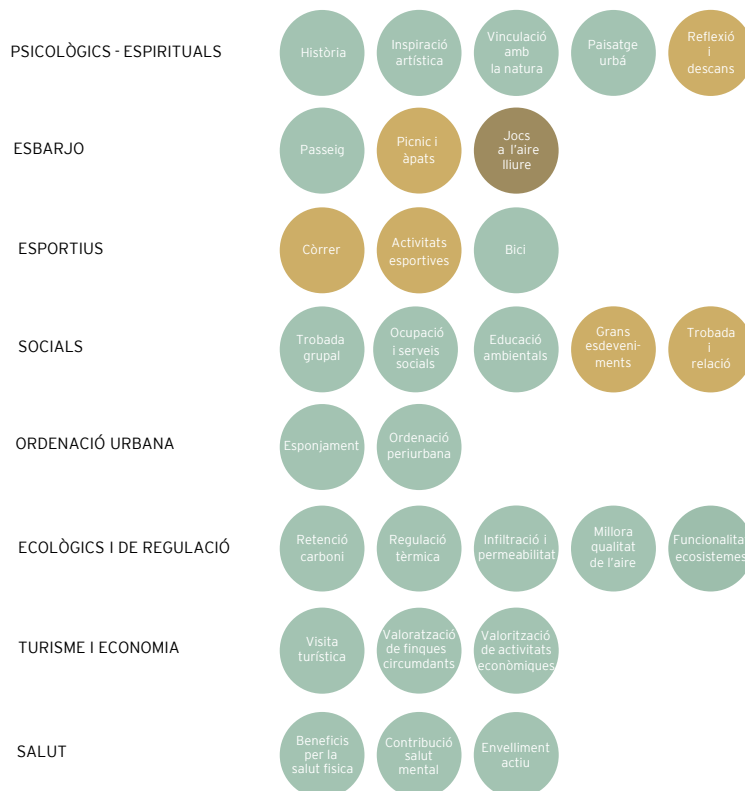 PSICOLÒGICS - ESPIRITUALS
Història
Inspiració
artística
Vinculació
amb
la natura
Paisatge
urbá
Reflexió
i
descans
ESBARJO
Passeig
Picnic i
àpats
Jocs
a l'aire
lliure
ESPORTIUS
Còrrer
Activitats
esportives
Bici
SOCIALS
Trobada
grupal
Ocupació
i serveis
socials
Educació
ambientals
Grans
esdeveni-
ments
Trobada
i
relació
ORDENACIÓ URBANA
Esponjament
Ordenació
periurbana
ECOLÒGICS I DE REGULACIÓ
Retenció
carboni
Regulació
tèrmica
Infiltració i
permeabilitat
Millora
qualitat
de l'aire
Funcionalita
ecosistemes
TURISME I ECONOMIA
Visita
turística
Valoratzació
de finques
circumdants
Valorització
de activitats
econòmiques
SALUT
Beneficis
per la
salut fisica
Contribució
salut
mental
Envelliment
actiu